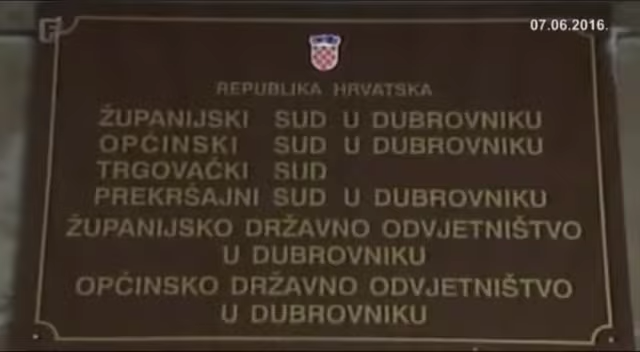 07.06.2016.
REPUBLIKA HRVATSKA
ŽUPANIJSKI SUD U DUBROVNIKU
OPĆINSKI SUD U DUBROVNIKU
TRGOVAČKI SUD
PREKRŠAJNI SUD U DUBROVNIKU
ŽUPANIJSKO DRŽAVNO ODVJETNIŠTVO
U DUBROVNIKU
OPĆINSKO DRŽAVNO ODVJETNIŠTVO
U DUBROVNIKU